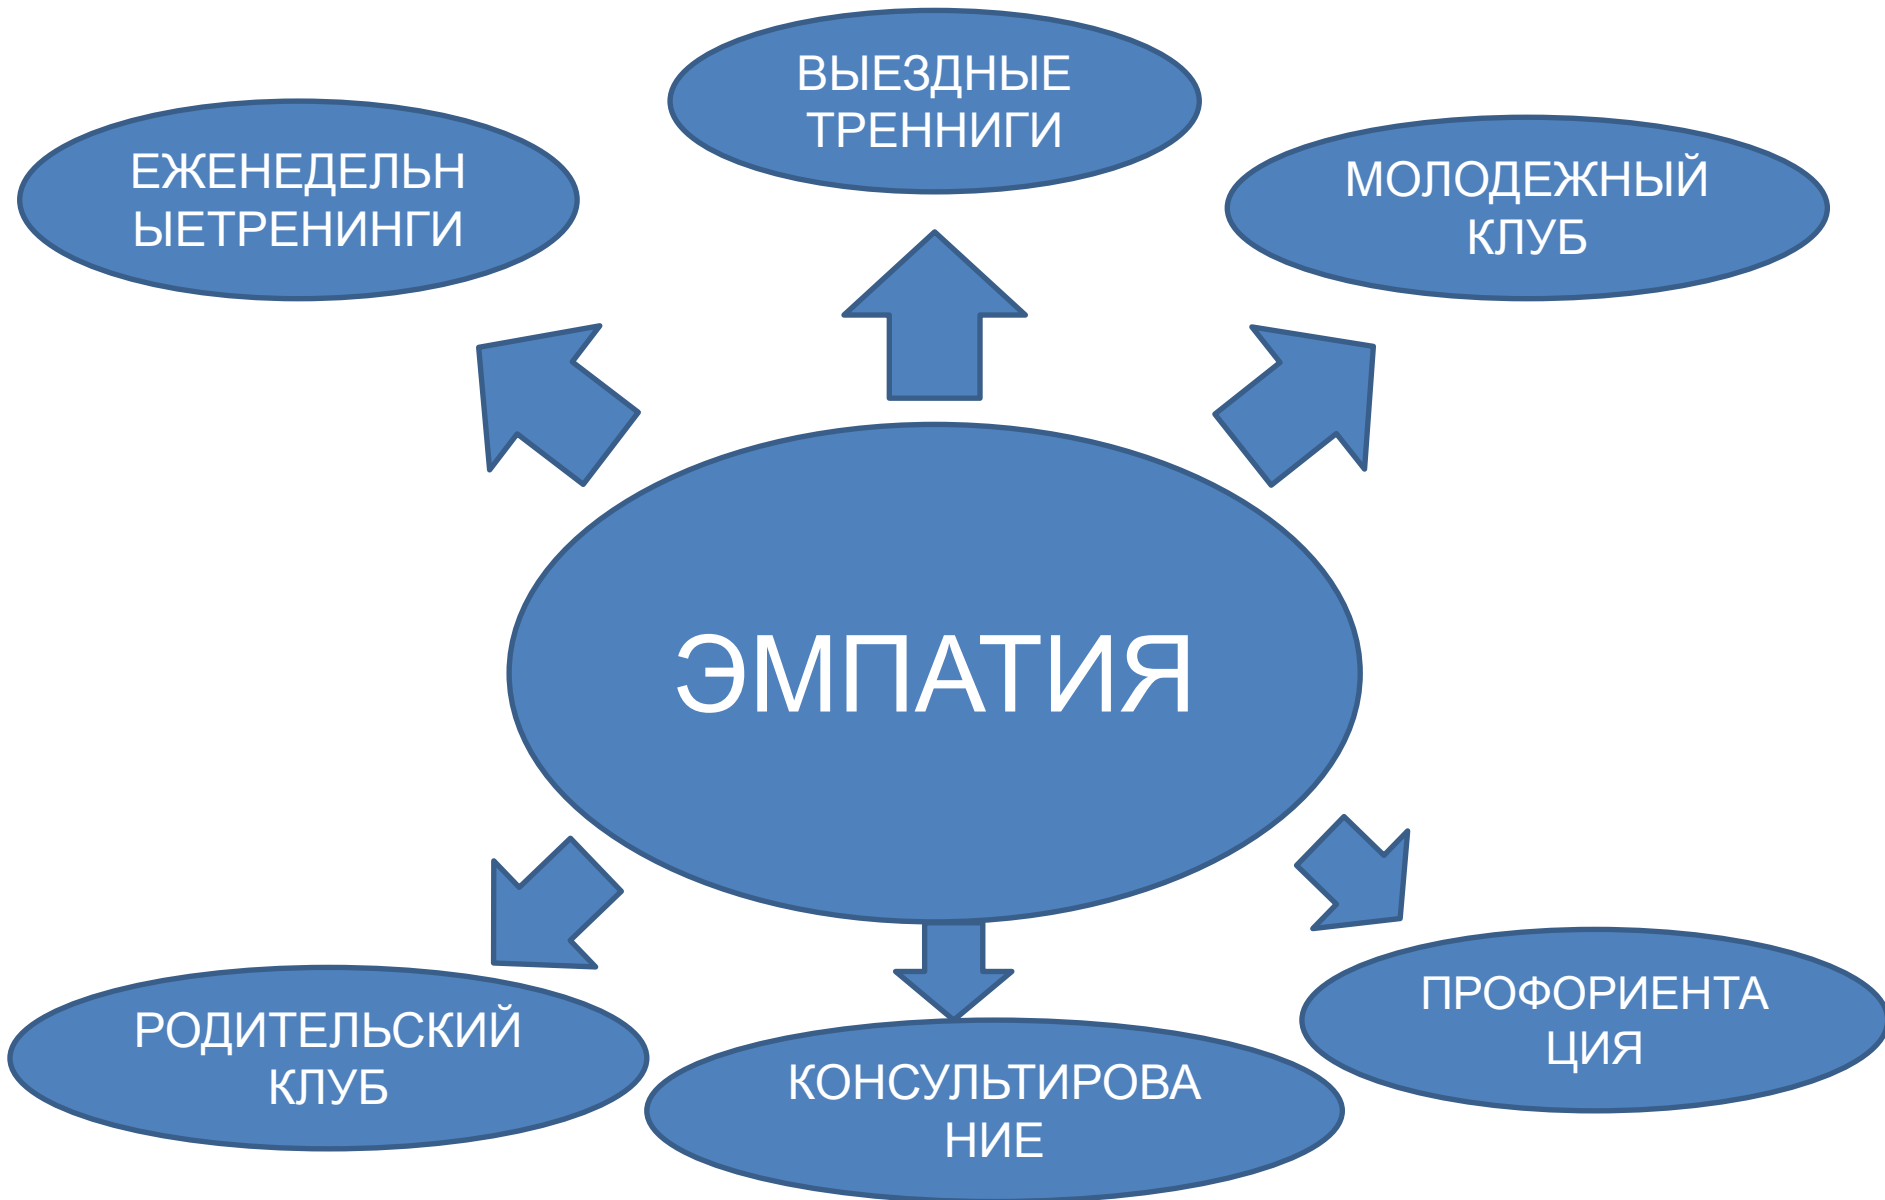 ВЫЕЗДНЫЕ
ТРЕННИГИ
ЕЖЕНЕДЕЛЬН
ЫЕТРЕНИНГИ
МОЛОДЕЖНЫЙ
КЛУБ
ЭМПАТИЯ
РОДИТЕЛЬСКИЙ
КЛУБ
КОНСУЛЬТИРОВА
НИЕ
ПРОФОРИЕНТА
ЦИЯ